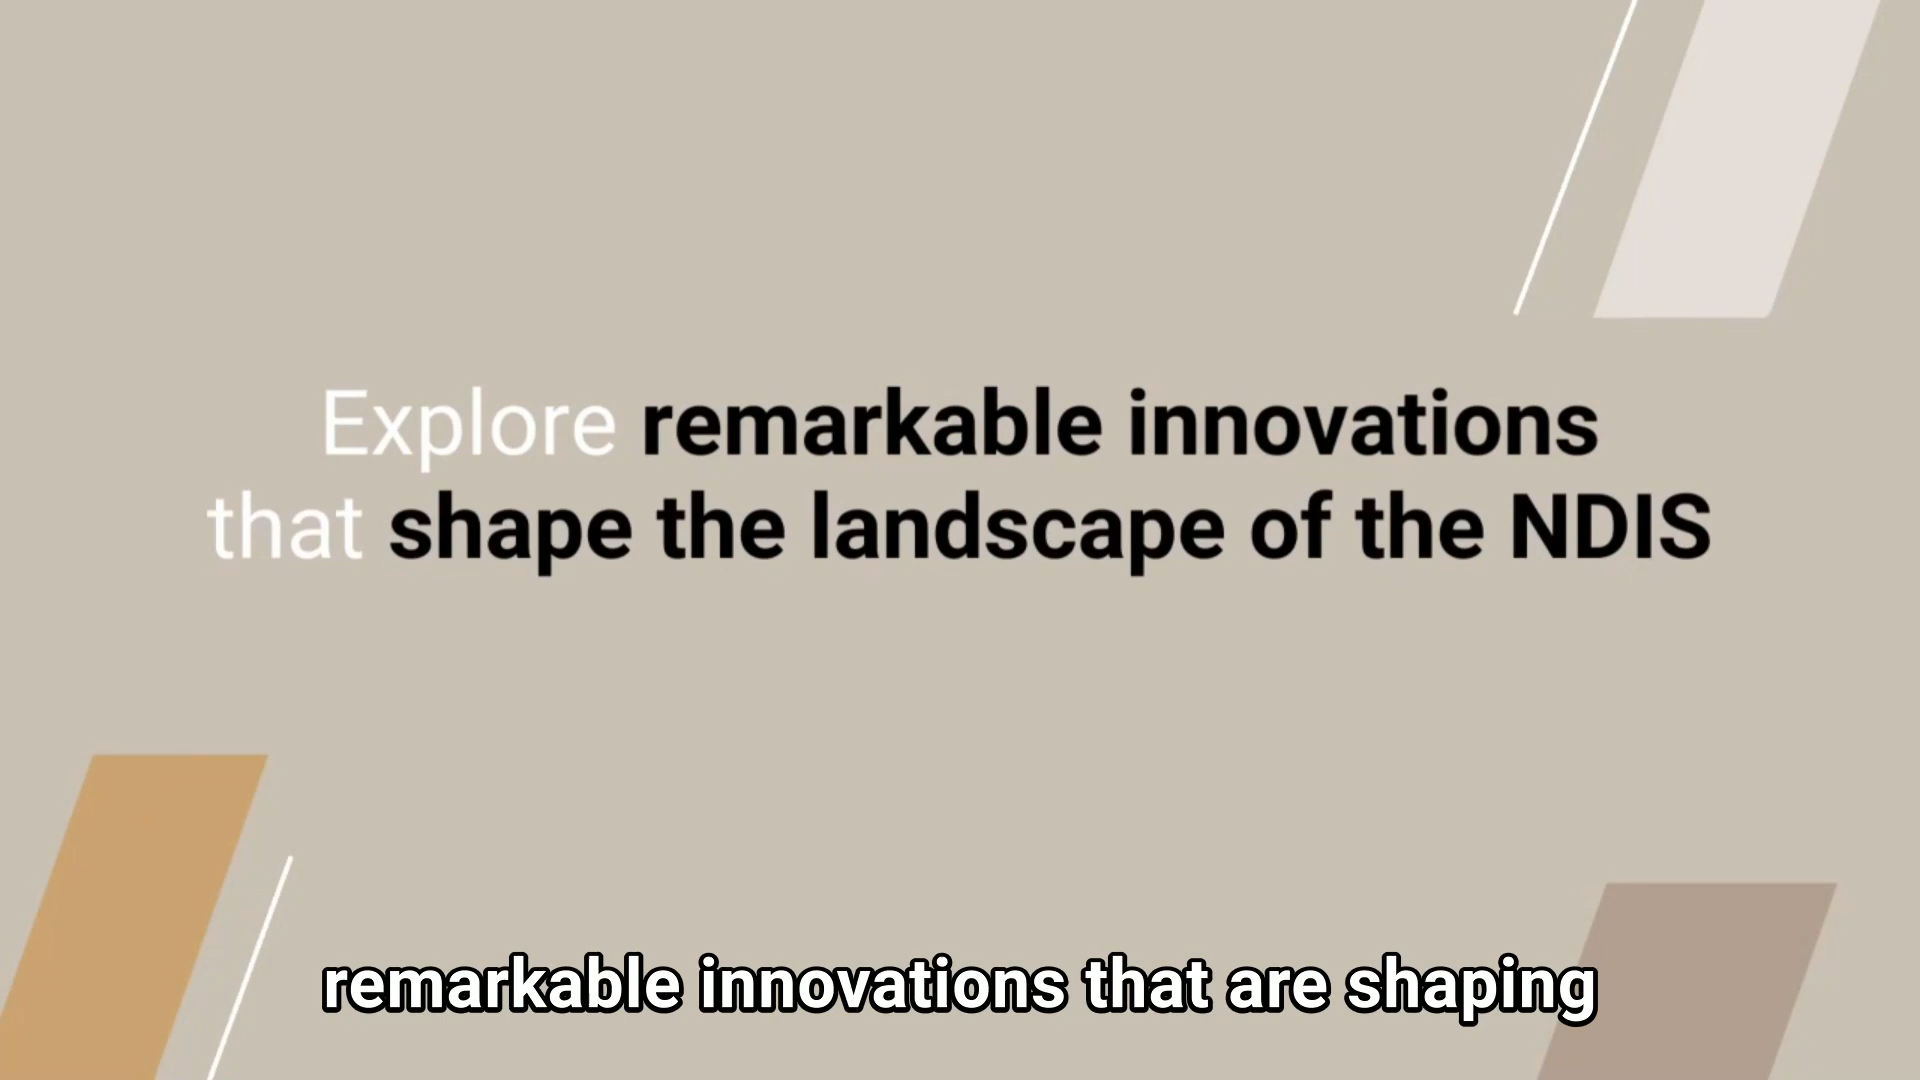 Explore remarkable innovations
that shape the landscape of the NDIS
remarkable innovations that are shaping